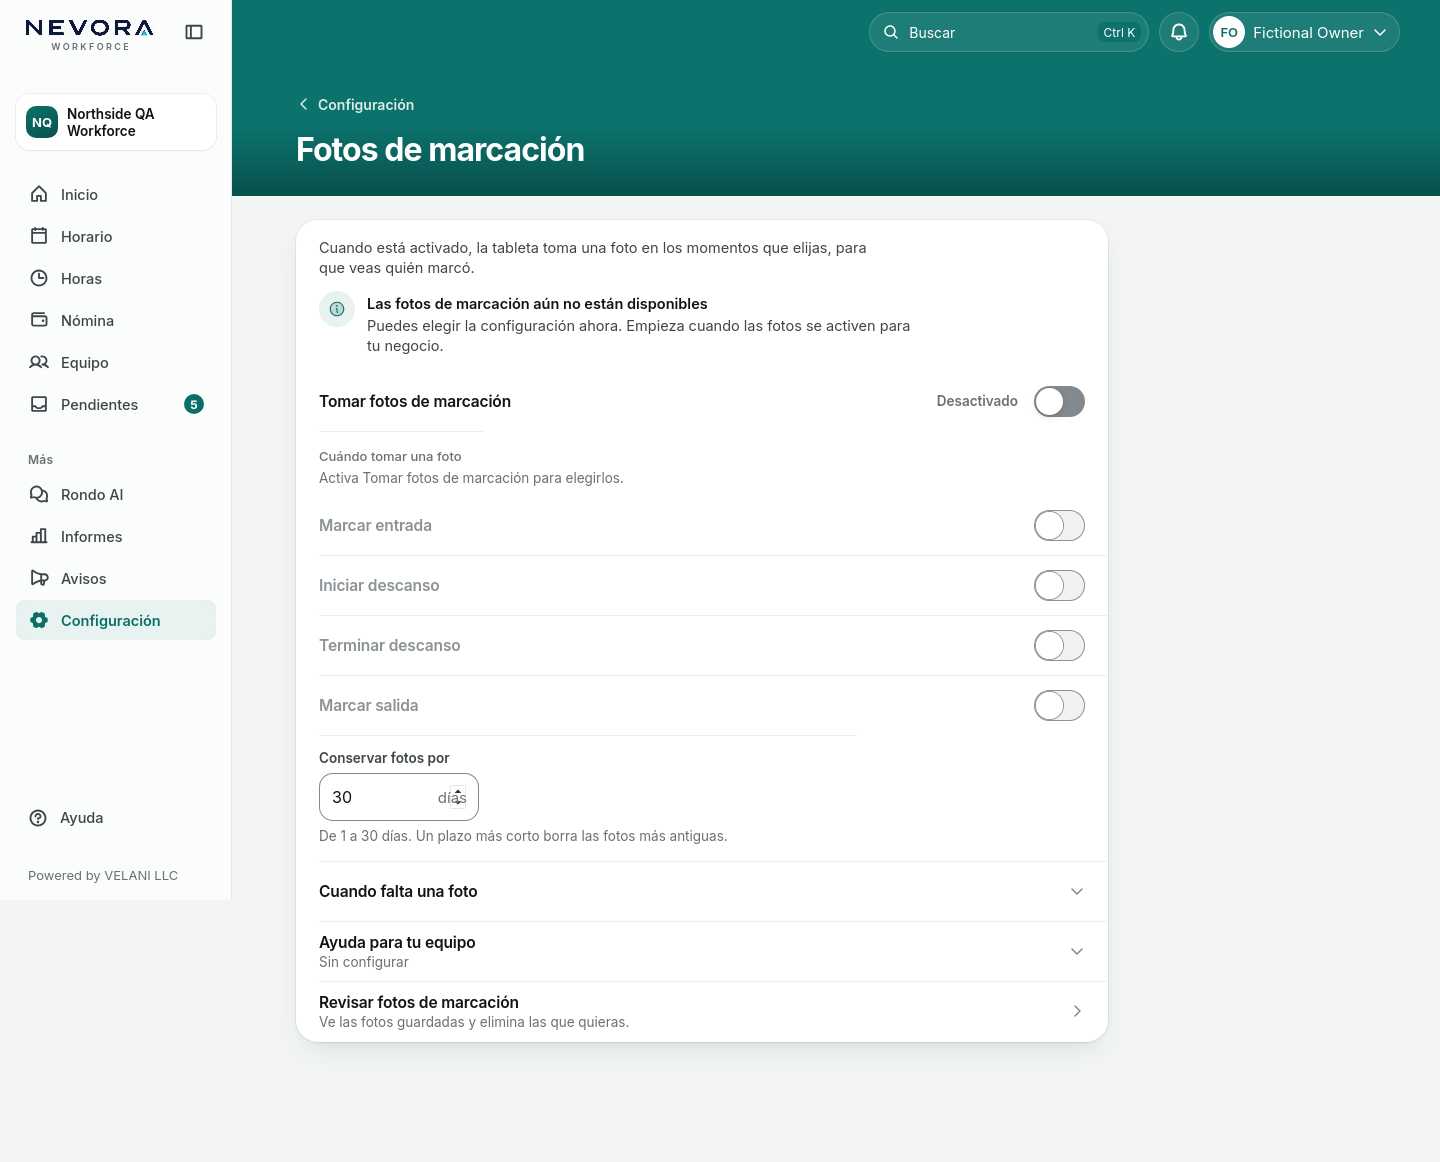 NEVORA
WORKFORCE
Buscar
Ctrl K
FO
Fictional Owner
NQ
Northside QA
Workforce
Configuración
Fotos de marcación
Inicio
Horario
Horas
Nómina
Equipo
Pendientes
5
Más
Rondo AI
Informes
Avisos
Configuración
Ayuda
Powered by VELANI LLC
Cuando está activado, la tableta toma una foto en los momentos que elijas, para
que veas quién marcó.
Las fotos de marcación aún no están disponibles
Puedes elegir la configuración ahora. Empieza cuando las fotos se activen para
tu negocio.
Tomar fotos de marcación
Desactivado
Cuándo tomar una foto
Activa Tomar fotos de marcación para elegirlos.
Marcar entrada
Iniciar descanso
Terminar descanso
Marcar salida
Conservar fotos por
30
días
De 1 a 30 días. Un plazo más corto borra las fotos más antiguas.
Cuando falta una foto
Ayuda para tu equipo
Sin configurar
Revisar fotos de marcación
Ve las fotos guardadas y elimina las que quieras.